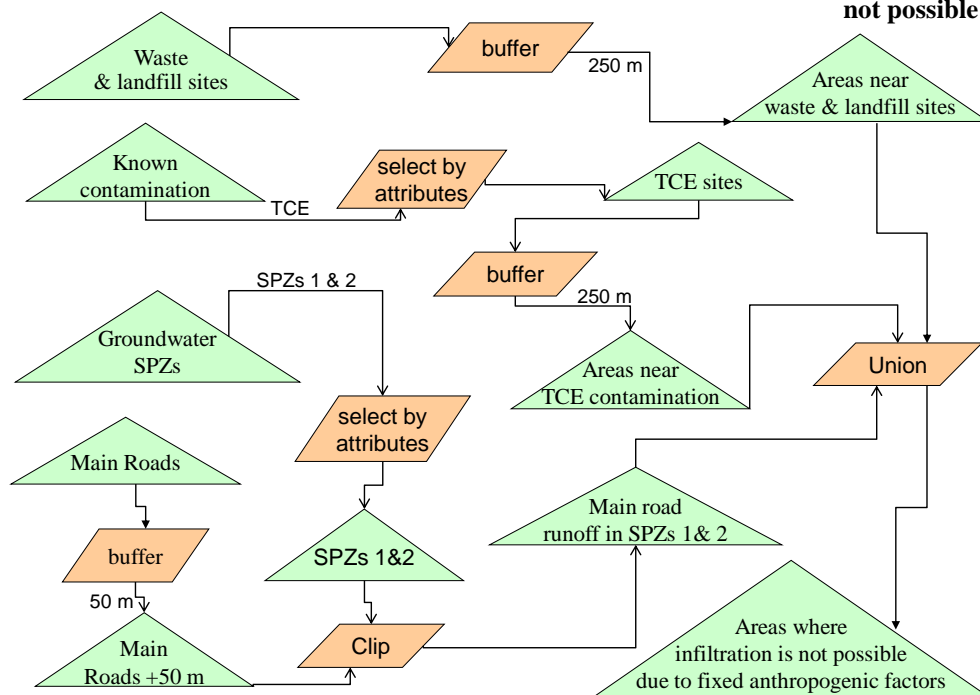 not possible
Waste
& landfill sites
buffer
250 m
Areas near
waste & landfill sites
Known
contamination
TCE
select by
attributes
TCE sites
buffer
250 m
SPZs 1 & 2
Groundwater
SPZs
Areas near
TCE contamination
Union
select by
attributes
Main Roads
Main road
runoff in SPZs 1& 2
buffer
SPZs 1&2
50 m
Clip
Main
Roads +50 m
Areas where
infiltration is not possible
due to fixed anthropogenic factors